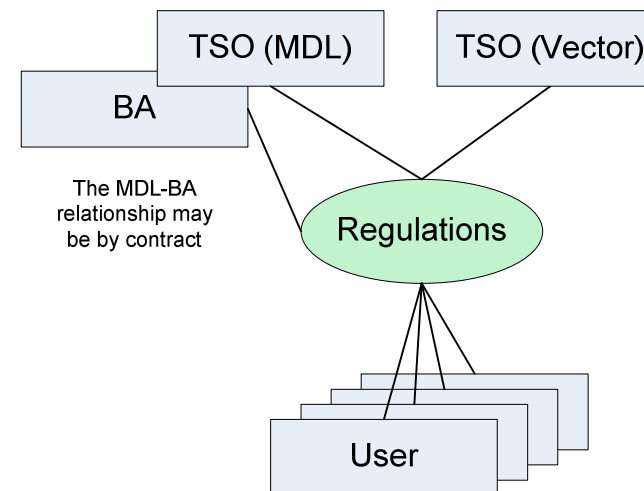 TSO (MDL)
TSO (Vector)
BA
The MDL-BA
relationship may
be by contract
Regulations
User